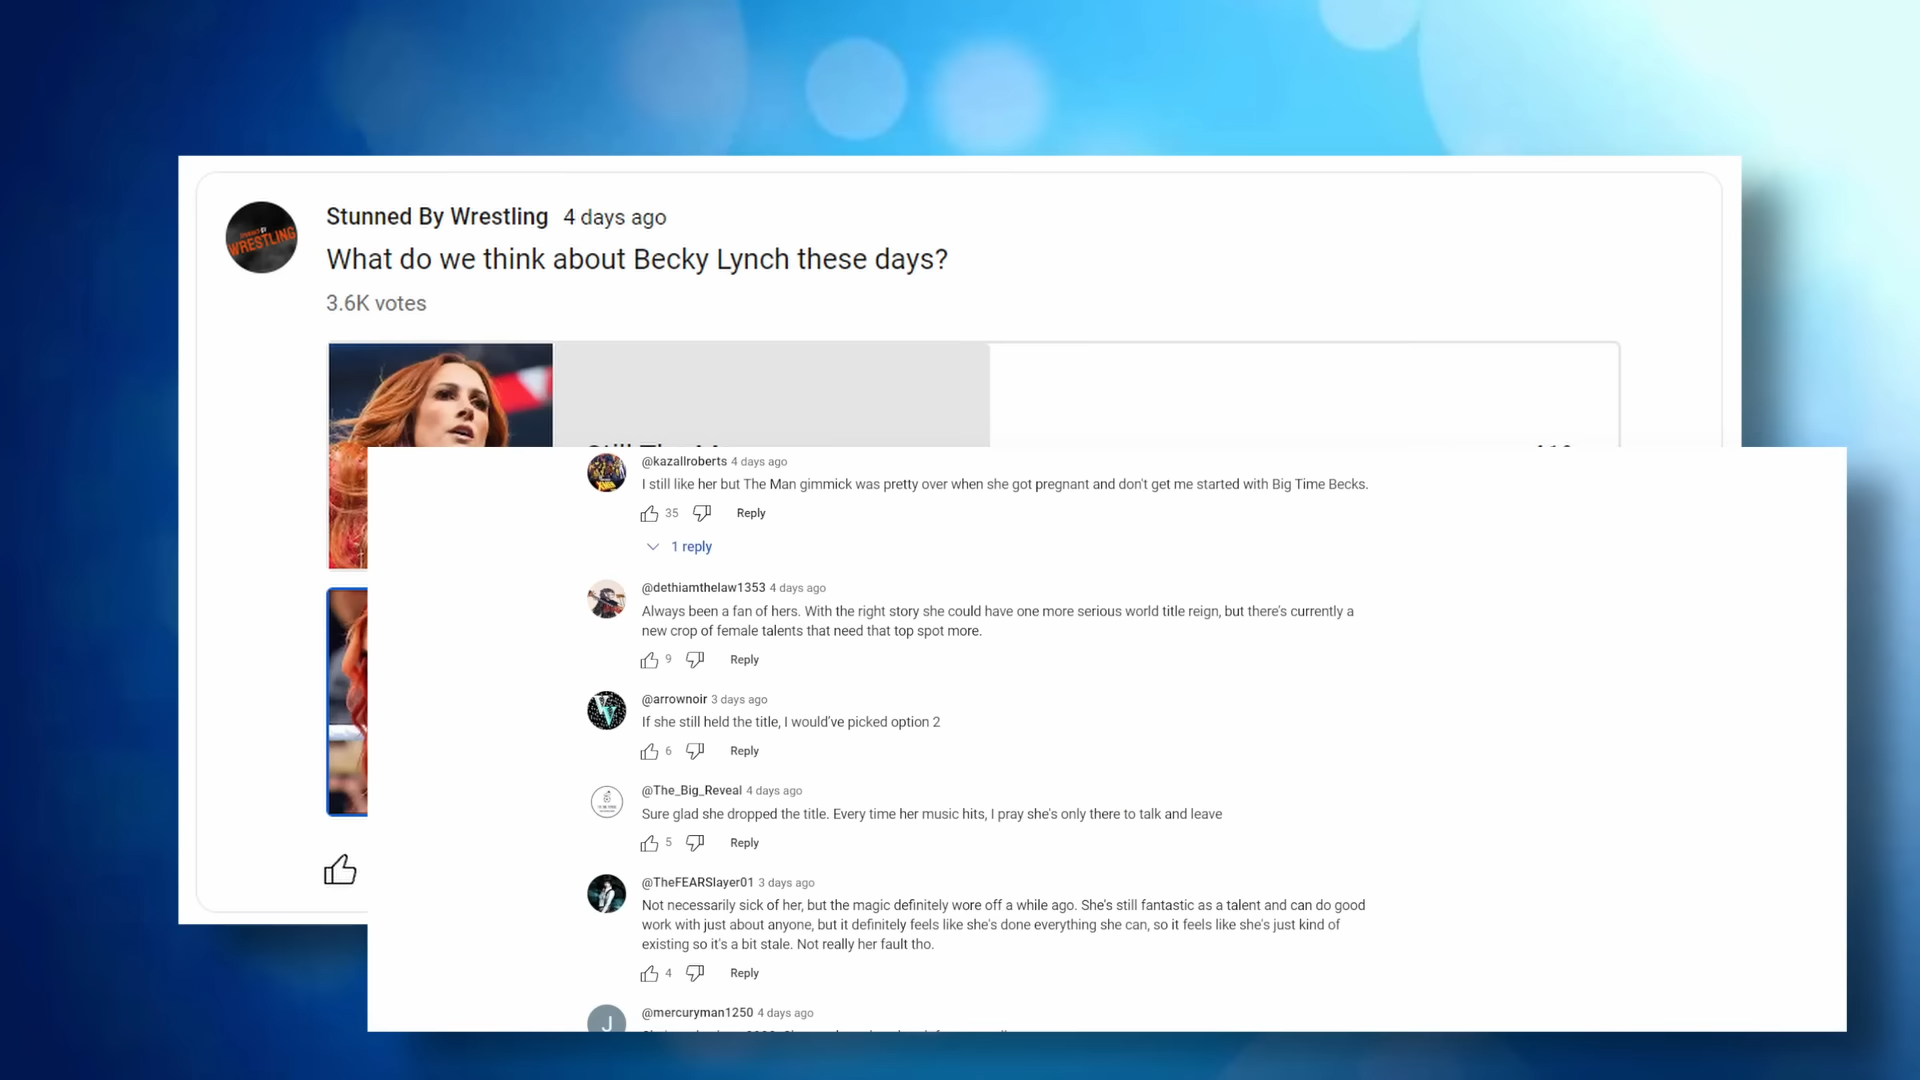 Stunned By Wrestling 4 days ago
What do we think about Becky Lynch these days?
3.6K votes
WRESTLING
@kazallroberts 4 days ago
I still like her but The Man gimmick was pretty over when she got pregnant and don't get me started with Big Time Becks.
35 Reply
1 reply
@dethiamthelaw1353 4 days ago
Always been a fan of hers. With the right story she could have one more serious world title reign, but there's currently a
new crop of female talents that need that top spot more.
9 Reply
@arrownoir 3 days ago
If she still held the title, I would've picked option 2
6 Reply
@The_Big_Reveal 4 days ago
Sure glad she dropped the title. Every time her music hits, I pray she's only there to talk and leave
5 Reply
@TheFEARSlayer01 3 days ago
Not necessarily sick of her, but the magic definitely wore off a while ago. She's still fantastic as a talent and can do good
work with just about anyone, but it definitely feels like she's done everything she can, so it feels like she's just kind of
existing so it's a bit stale. Not really her fault tho.
4 Reply
J
@mercuryman1250 4 days ago